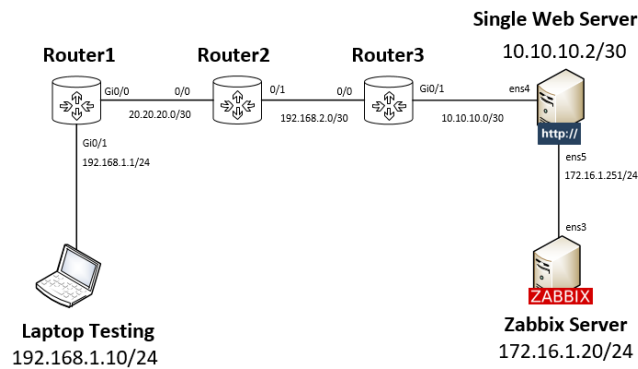 Single Web Server
10.10.10.2/30
Router1
Router2
Router3
Gi0/0
0/0
0/1
0/0
Gi0/1
ens4
20.20.20.0/30
192.168.2.0/30
10.10.10.0/30
http://
Gi0/1
192.168.1.1/24
ens5
172.16.1.251/24
ens3
ZABBIX
Laptop Testing
192.168.1.10/24
Zabbix Server
172.16.1.20/24